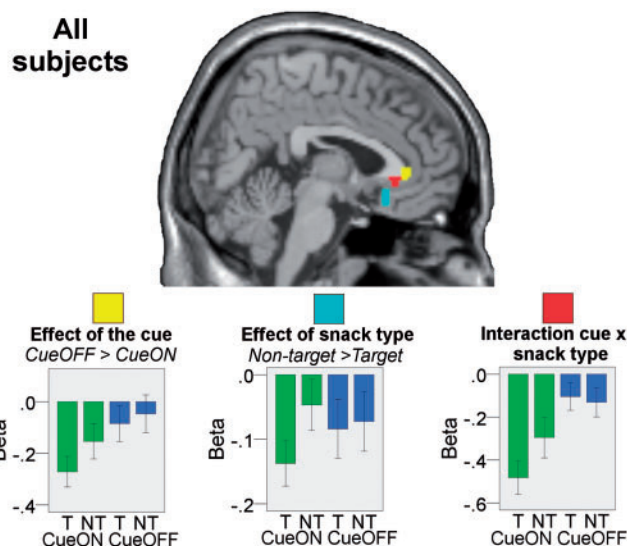 All
subjects
Effect of the cue
CueOFF > CueON
Effect of snack type
Non-target >Target
Interaction cue x
snack type
Beta
.0
-.2
-.4
T NT T NT
CueON CueOFF
Beta
.0
-.1
-.2
T NT T NT
CueON CueOFF
Beta
.0
-.2
-.4
-.6
T NT T NT
CueON CueOFF